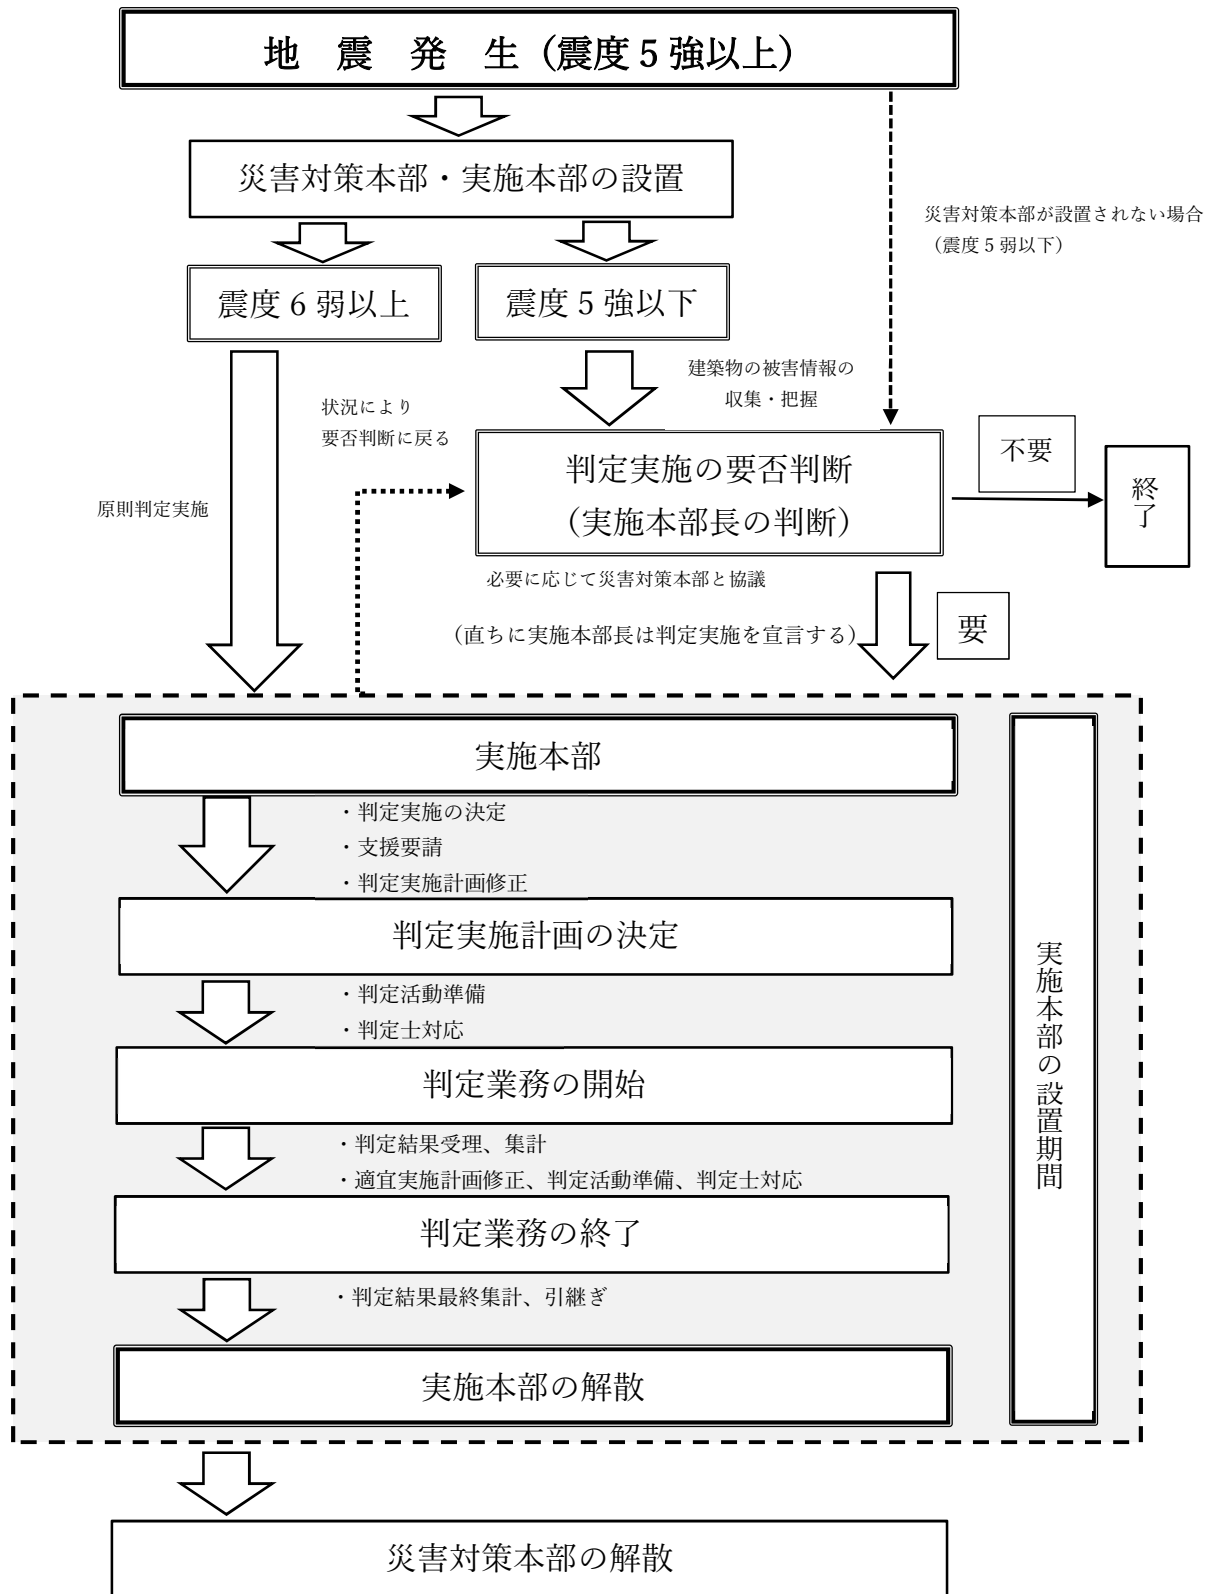 地 震 発 生（震度５強以上）
災害対策本部・実施本部の設置
災害対策本部が設置されない場合
（震度５弱以下）
震度６弱以上
震度５強以下
建築物の被害情報の
収集・把握
状況により
要否判断に戻る
原則判定実施
判定実施の要否判断
（実施本部長の判断）
不要
終了
必要に応じて災害対策本部と協議
（直ちに実施本部長は判定実施を宣言する）
要
実施本部
・判定実施の決定
・支援要請
・判定実施計画修正
判定実施計画の決定
・判定活動準備
・判定士対応
判定業務の開始
・判定結果受理、集計
・適宜実施計画修正、判定活動準備、判定士対応
判定業務の終了
・判定結果最終集計、引継ぎ
実施本部の解散
実施本部の設置期間
災害対策本部の解散